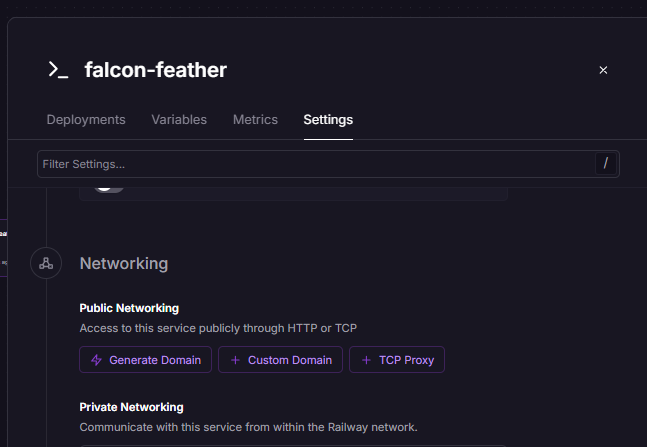 falcon-feather
Deployments Variables Metrics Settings
Filter Settings... /
Networking
Public Networking
Access to this service publicly through HTTP or TCP
Generate Domain + Custom Domain + TCP Proxy
Private Networking
Communicate with this service from within the Railway network.